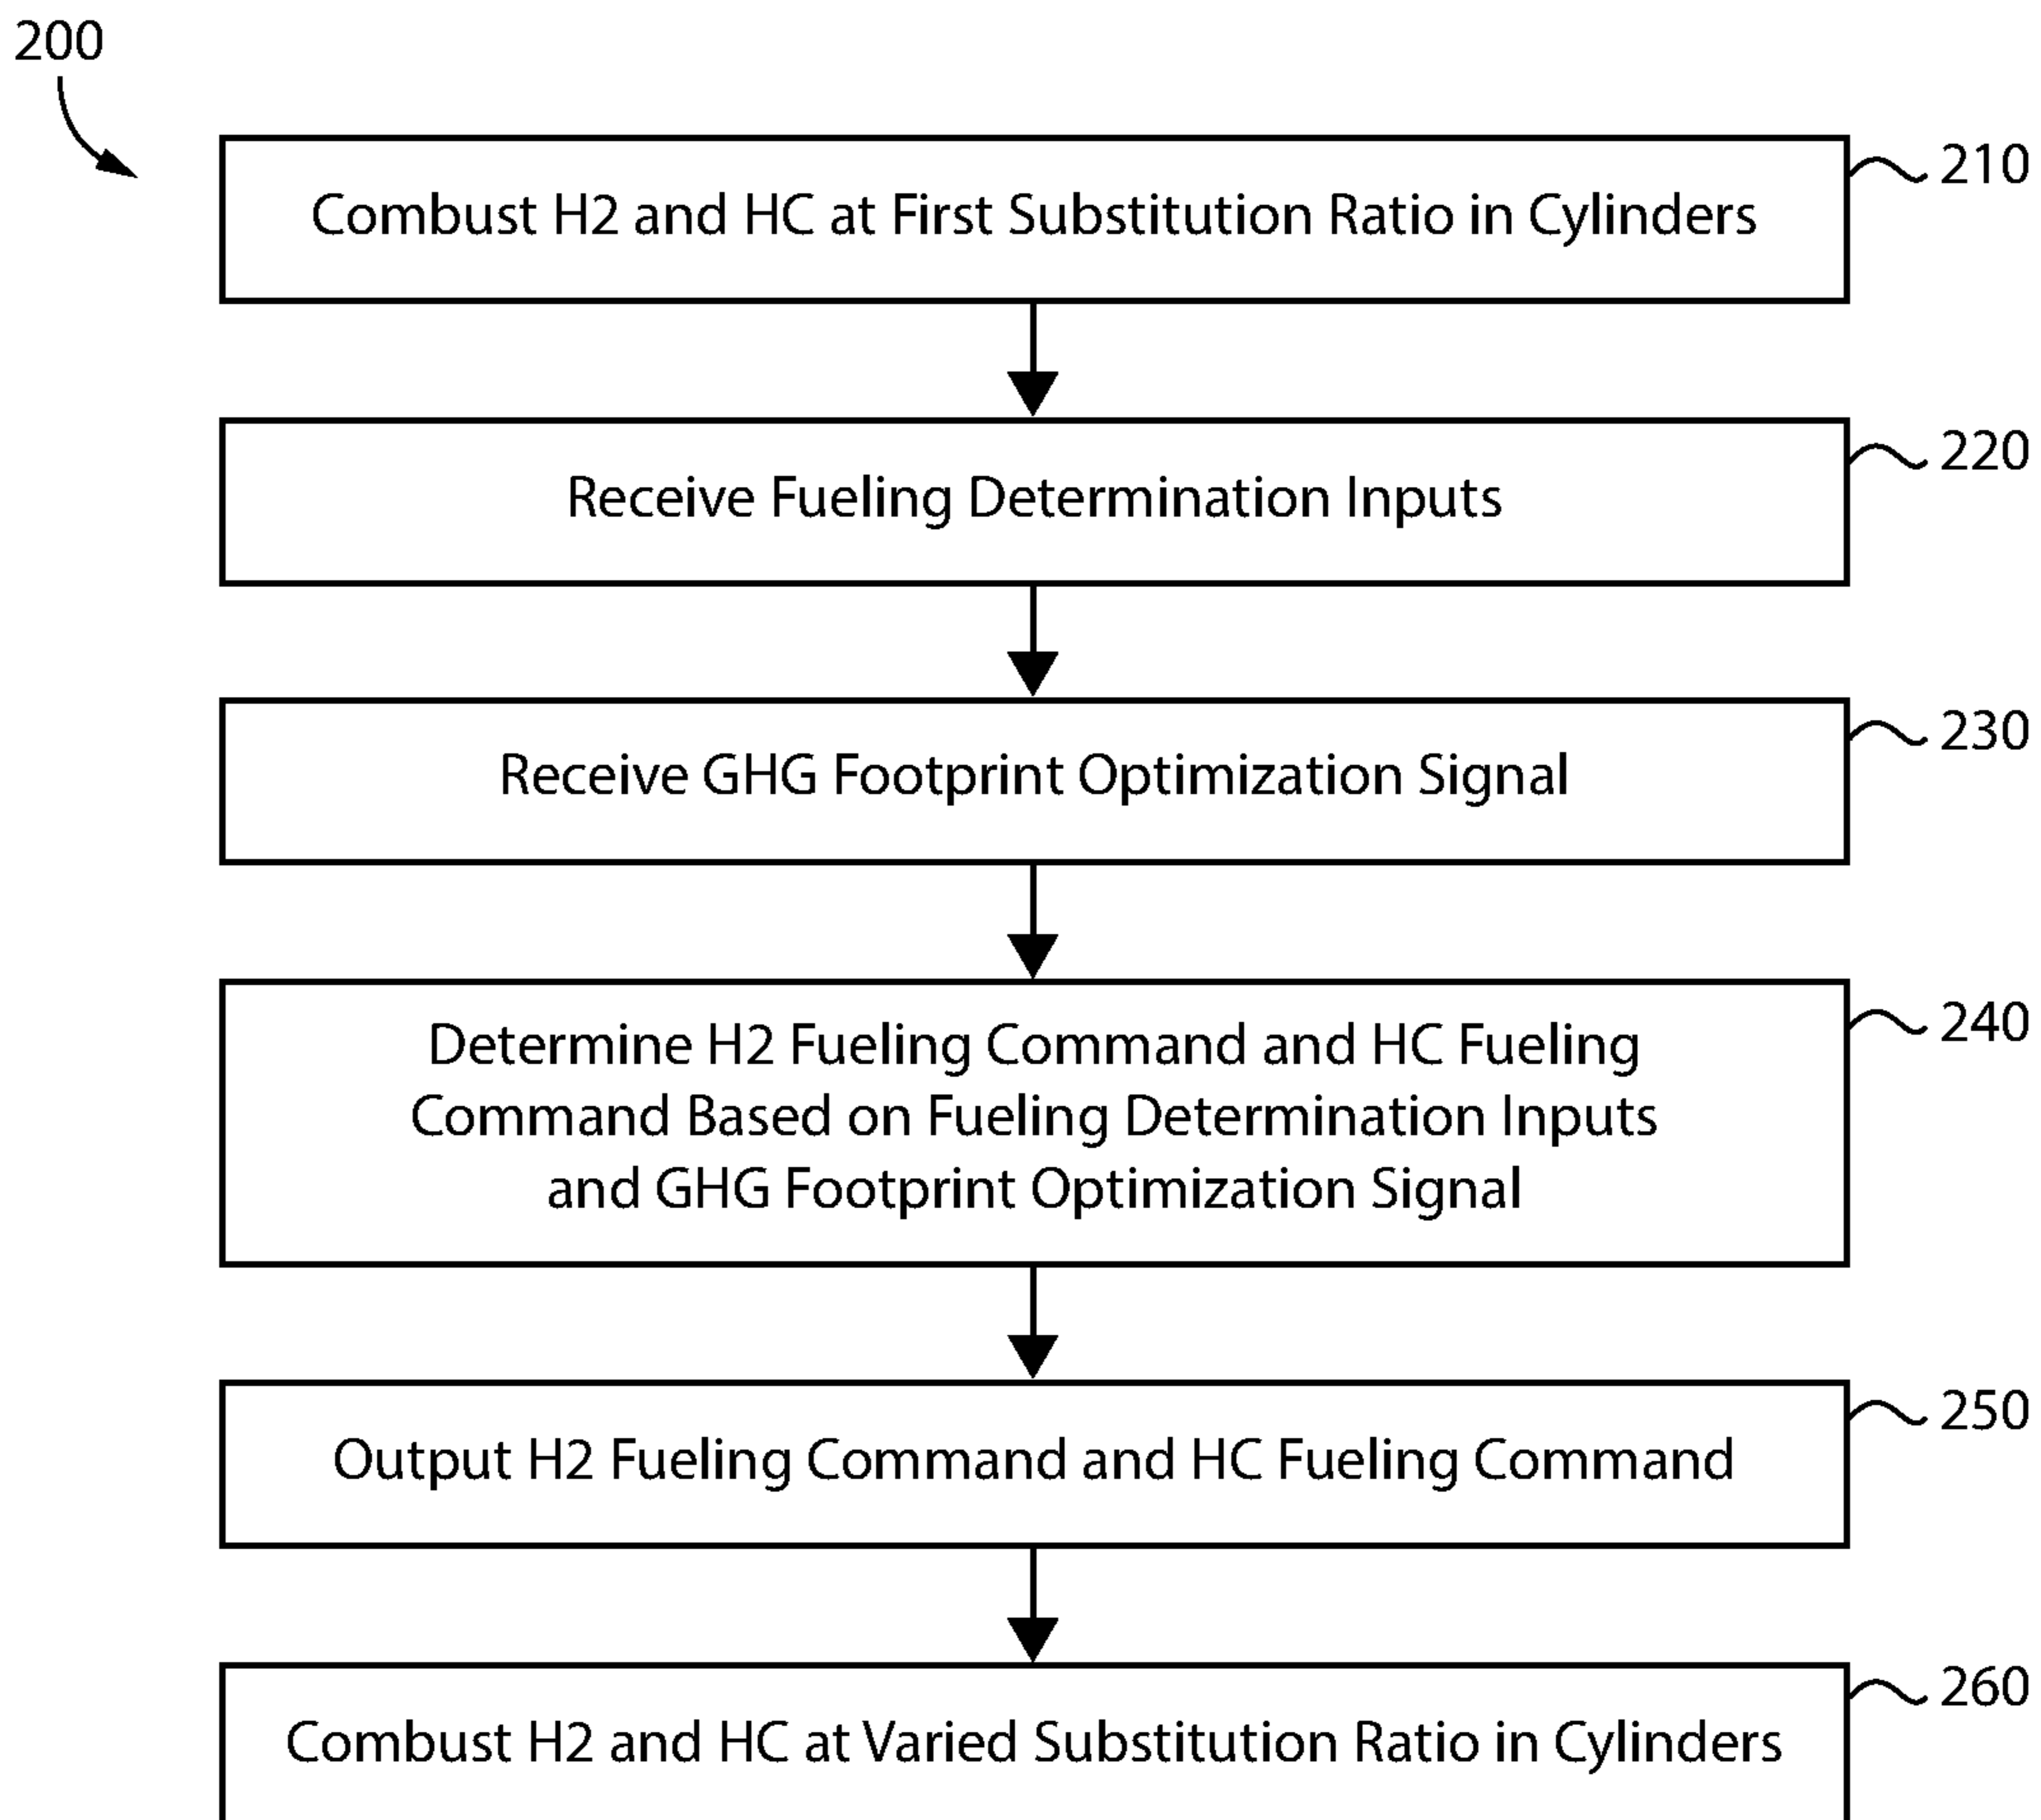 200
Combust H2 and HC at First Substitution Ratio in Cylinders
210
Receive Fueling Determination Inputs
220
Receive GHG Footprint Optimization Signal
230
Determine H2 Fueling Command and HC Fueling
Command Based on Fueling Determination Inputs
and GHG Footprint Optimization Signal
240
Output H2 Fueling Command and HC Fueling Command
250
Combust H2 and HC at Varied Substitution Ratio in Cylinders
260